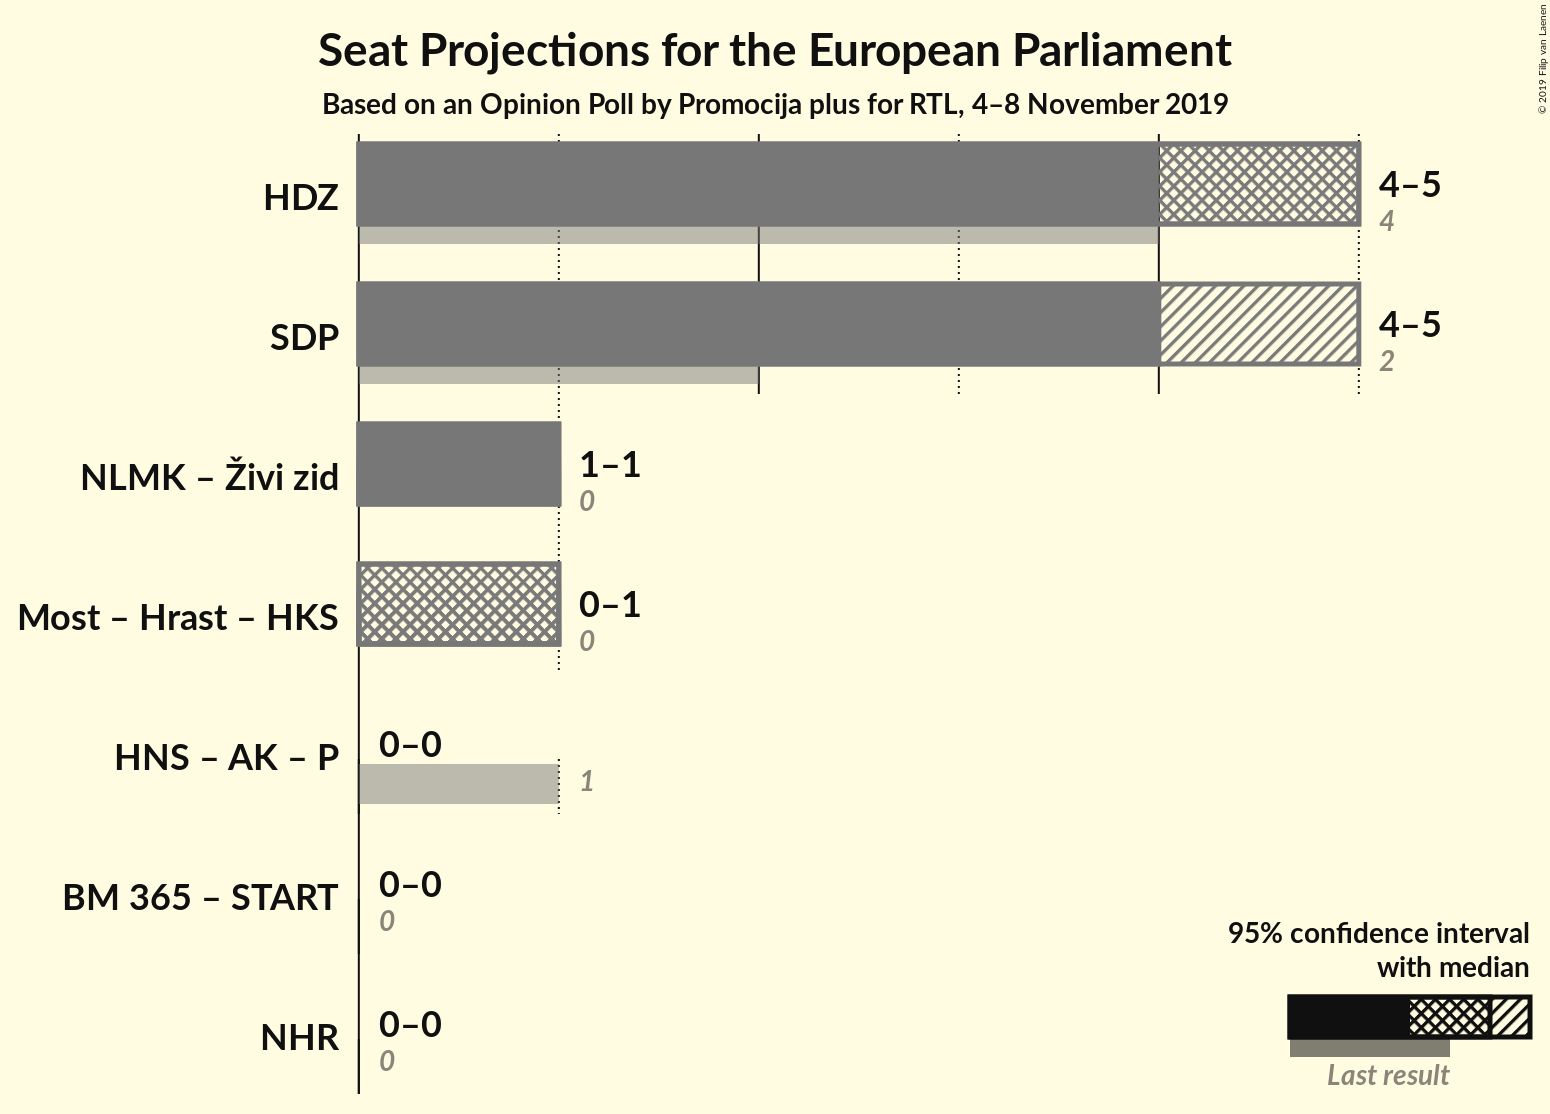 Seat Projections for the European Parliament
Based on an Opinion Poll by Promocija plus for RTL, 4–8 November 2019
© 2019 Filip van Laenen
HDZ
4–5
4
SDP
4–5
2
NLMK – Živi zid
1–1
0
Most – Hrast – HKS
0–1
0
HNS – AK – P
0–0
1
BM 365 – START
0–0
0
NHR
0–0
0
95% confidence interval
with median
Last result